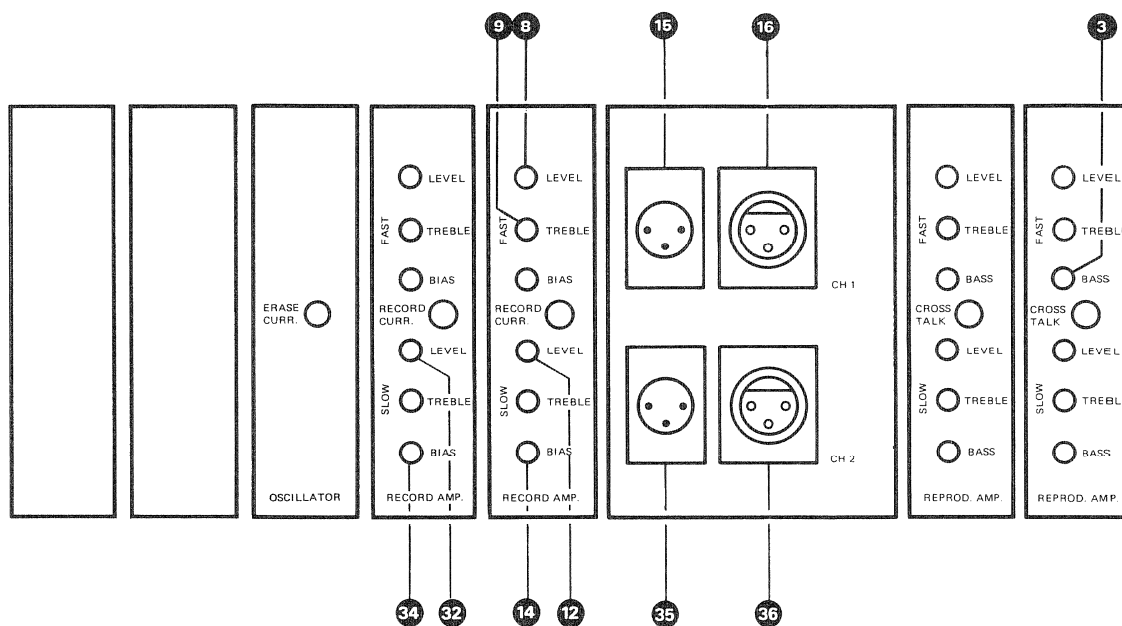 9 8 15 16 3
LEVEL
FAST
TREBLE
BIAS
RECORD
CURR.
LEVEL
SLOW
TREBLE
BIAS
RECORD AMP.
LEVEL
FAST
TREBLE
BIAS
RECORD
CURR.
LEVEL
SLOW
TREBLE
BIAS
RECORD AMP.
ERASE
CURR.
OSCILLATOR
CH 1
CH 2
LEVEL
FAST
TREBLE
BASS
CROSS
TALK
LEVEL
SLOW
TREBLE
BASS
REPROD. AMP.
LEVEL
FAST
TREBLE
BASS
CROSS
TALK
LEVEL
SLOW
TREBLE
BASS
REPROD. AMP.
34 32 14 12 35 36